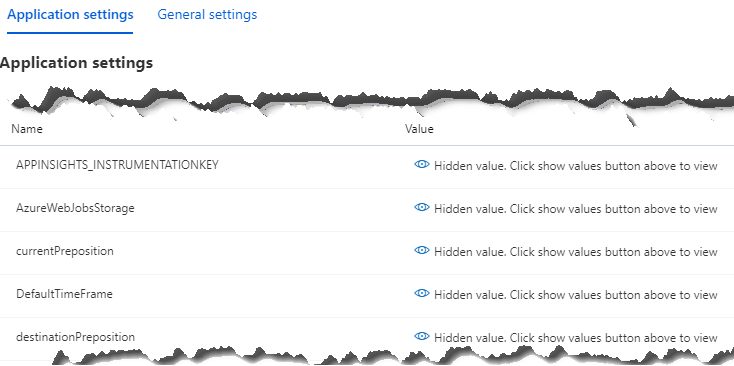 Application settings General settings
Application settings
Name Value
APPINSIGHTS_INSTRUMENTATIONKEY Hidden value. Click show values button above to view
AzureWebJobsStorage Hidden value. Click show values button above to view
currentPreposition Hidden value. Click show values button above to view
DefaultTimeFrame Hidden value. Click show values button above to view
destinationPreposition Hidden value. Click show values button above to view